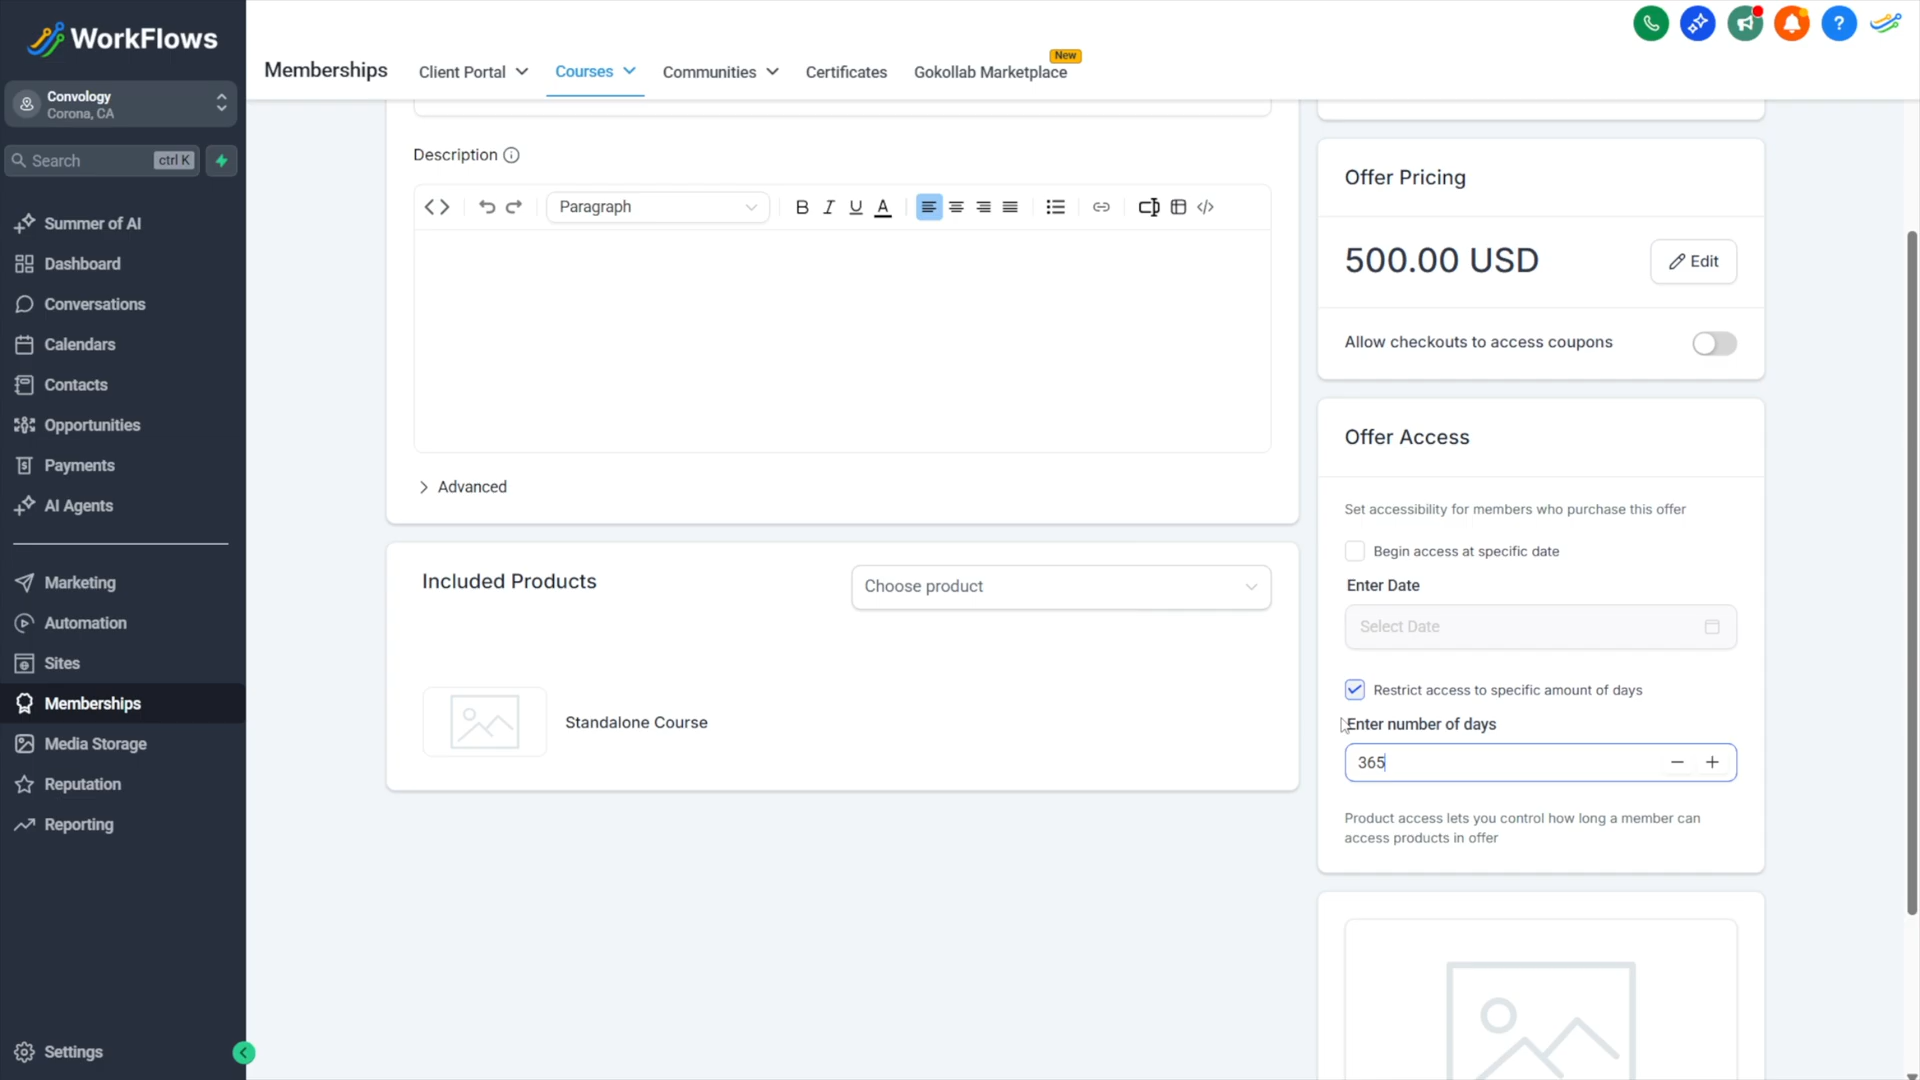 WorkFlows
Convology
Corona, CA
Search
ctrl K
Summer of AI
Dashboard
Conversations
Calendars
Contacts
Opportunities
Payments
AI Agents
Marketing
Automation
Sites
Memberships
Media Storage
Reputation
Reporting
Settings
Memberships
Client Portal
Courses
Communities
Certificates
Gokollab Marketplace
New
?
Description
Paragraph
B I U A
Advanced
Included Products
Choose product
Standalone Course
Offer Pricing
500.00 USD
Edit
Allow checkouts to access coupons
Offer Access
Set accessibility for members who purchase this offer
Begin access at specific date
Enter Date
Select Date
Restrict access to specific amount of days
Enter number of days
365
Product access lets you control how long a member can
access products in offer